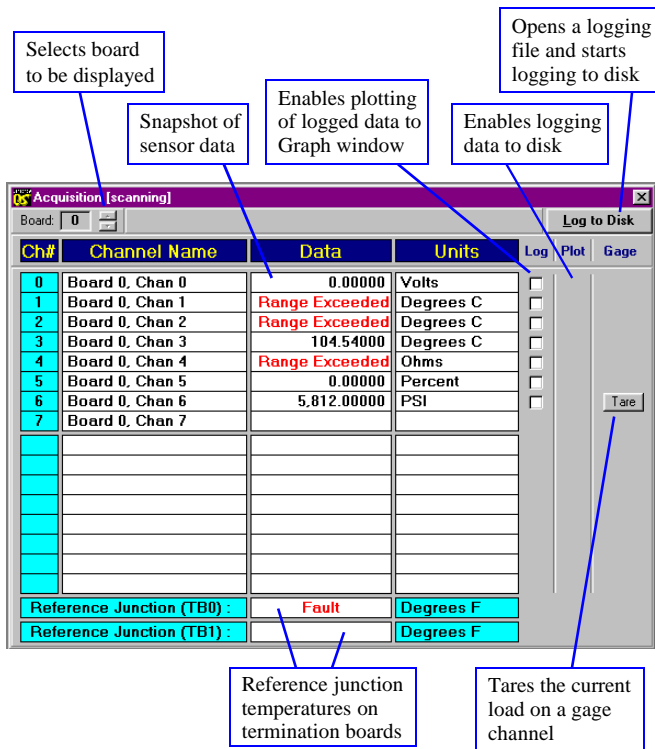 Opens a logging
file and starts
logging to disk
Selects board
to be displayed
Enables plotting
of logged data to
Graph window
Enables logging
data to disk
Snapshot of
sensor data
Acquisition [scanning]
Board: 0 Log to Disk
Ch# Channel Name Data Units Log Plot Gage
0 Board 0, Chan 0 0.00000 Volts
1 Board 0, Chan 1 Range Exceeded Degrees C
2 Board 0, Chan 2 Range Exceeded Degrees C
3 Board 0, Chan 3 104.54000 Degrees C
4 Board 0, Chan 4 Range Exceeded Ohms
5 Board 0, Chan 5 0.00000 Percent
6 Board 0, Chan 6 5,812.00000 PSI Tare
7 Board 0, Chan 7
Reference Junction (TB0) : Fault Degrees F
Reference Junction (TB1) : Degrees F
Reference junction
temperatures on
termination boards
Tares the current
load on a gage
channel